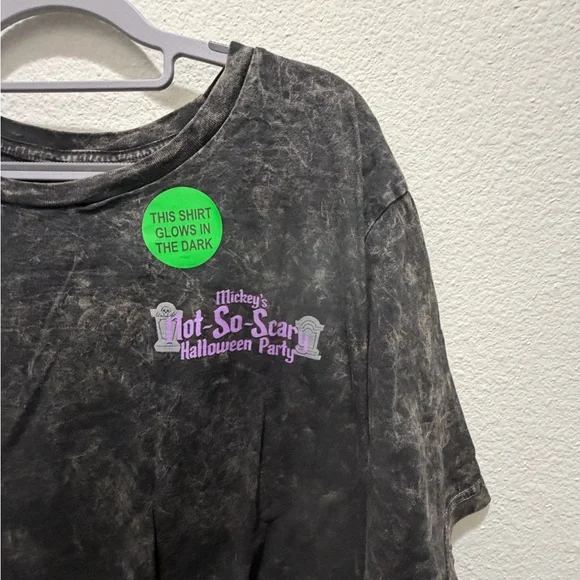 THIS SHIRT
GLOWS IN
THE DARK
Mickey's
Not-So-Scary
Halloween Party